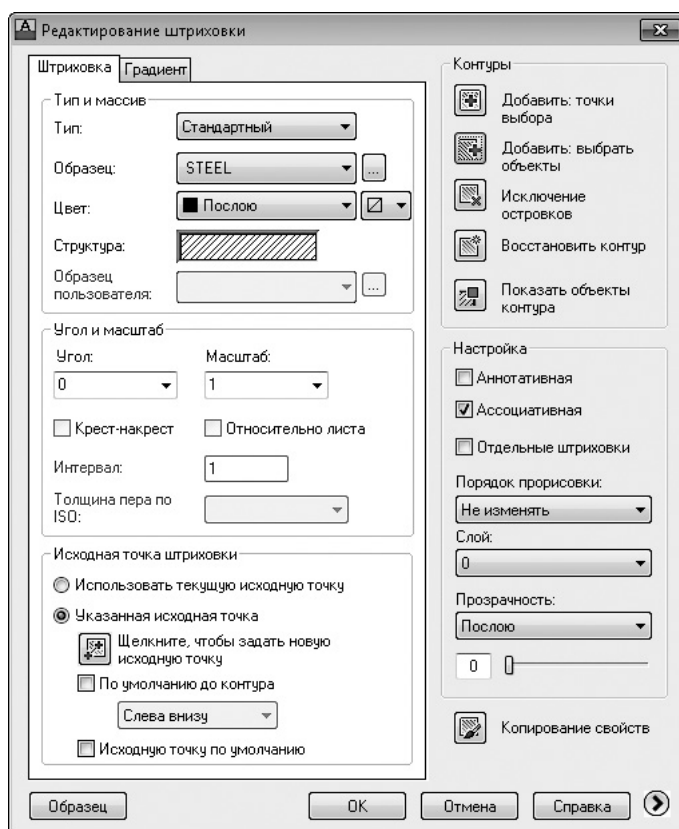 Редактирование штриховки
Штриховка
Градиент
Тип и массив
Тип:
Стандартный
Образец:
STEEL
...
Цвет:
Послою
Структура:
Образец
пользователя:
...
Угол и масштаб
Угол:
Масштаб:
0
1
Крест-накрест
Относительно листа
Интервал:
1
Толщина пера по
ISO:
Исходная точка штриховки
Использовать текущую исходную точку
Указанная исходная точка
Щелкните, чтобы задать новую
исходную точку
По умолчанию до контура
Слева внизу
Исходную точку по умолчанию
Контуры
Добавить: точки
выбора
Добавить: выбрать
объекты
Исключение
островков
Восстановить контур
Показать объекты
контура
Настройка
Аннотативная
Ассоциативная
Отдельные штриховки
Порядок прорисовки:
Не изменять
Слой:
0
Прозрачность:
Послою
0
Копирование свойств
Образец
OK
Отмена
Справка